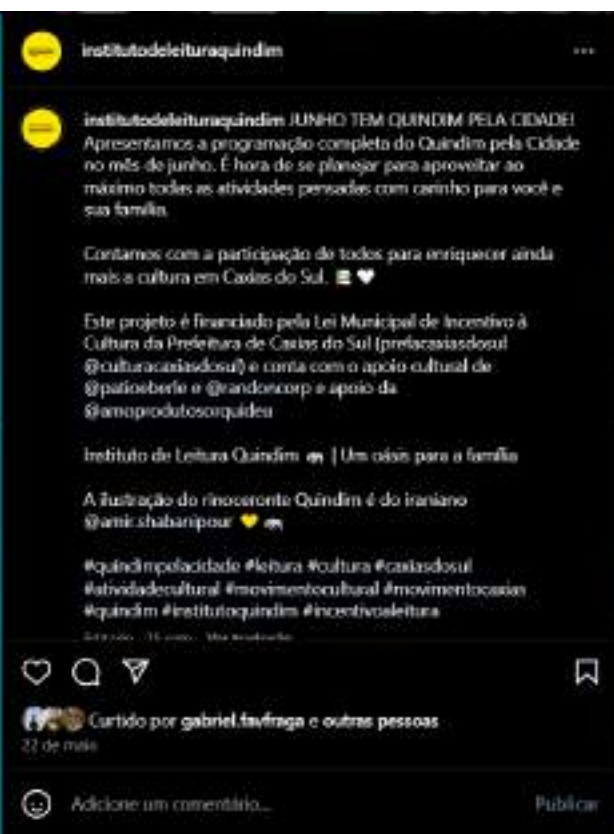 institutodeleituraquindim
institutodeleituraquindim JUNHO TEM QUINDIM PELA CIDADE!
Apresentamos a programação completa do Quindim pela Cidade
no mês de junho. É hora de se planejar para aproveitar ao
máximo todas as atividades pensadas com carinho para você e
sua família.
Contamos com a participação de todos para enriquecer ainda
mais a cultura em Caxias do Sul. 📚🤍
Este projeto é financiado pela Lei Municipal de Incentivo à
Cultura da Prefeitura de Caxias do Sul (prefacaxiasdosul
@culturacaxiasdosul) e conta com o apoio cultural de
@patioeberle e @randoncorp e apoio da
@amoprodutosorquidea
Instituto de Leitura Quindim 🦏 | Um oásis para a família
A ilustração do rinoceronte Quindim é do iraniano
@amir.shabanipour 💛 🦏
#quindimpelacidade #leitura #cultura #caxiasdosul
#atividadecultural #movimentocultural #movimentocaxias
#quindim #institutoquindim #incentivoaleitura
Curtido por gabriel.favfraga e outras pessoas
22 de maio
Adicione um comentário... Publicar